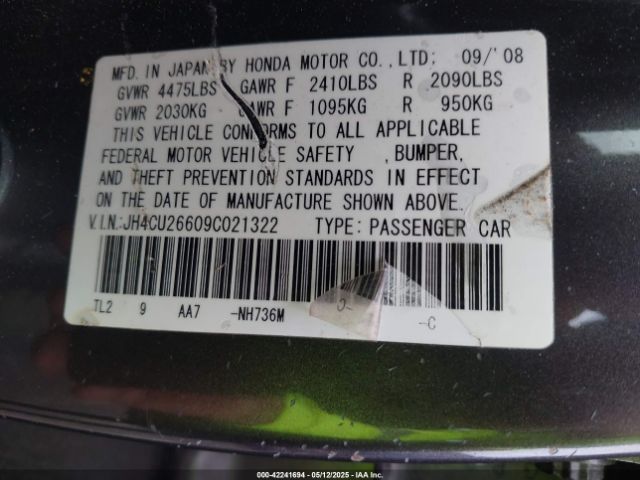 MFD. IN JAPAN BY HONDA MOTOR CO., LTD: 09/'08
GVWR 4475LBS GAWR F 2410LBS R 2090LBS
GVWR 2030KG GAWR F 1095KG R 950KG
THIS VEHICLE CONFORMS TO ALL APPLICABLE
FEDERAL MOTOR VEHICLE SAFETY , BUMPER,
AND THEFT PREVENTION STANDARDS IN EFFECT
ON THE DATE OF MANUFACTURE SHOWN ABOVE.
V.I.N.:JH4CU26609C021322 TYPE: PASSENGER CAR
TL2 9 AA7 -NH736M 0- -C
000-42241694 - 05/12/2025 - IAA Inc.